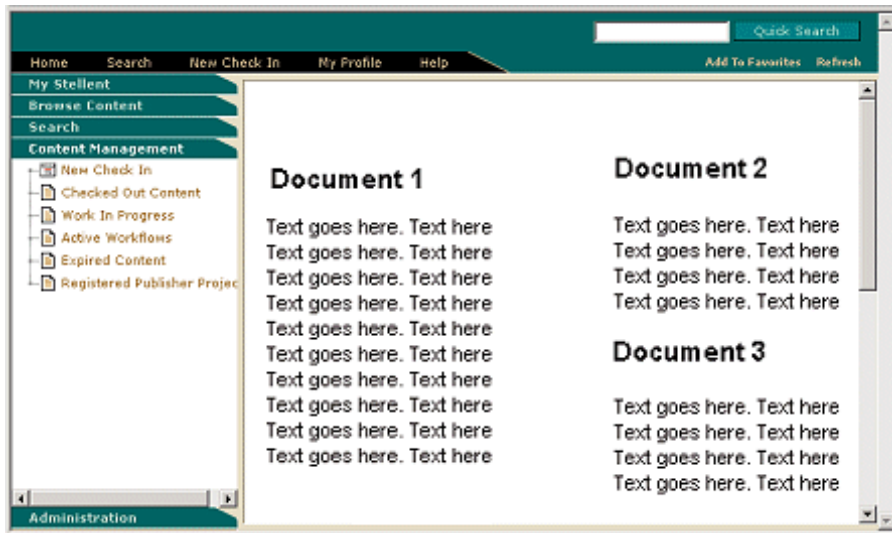 Quick Search
Home Search New Check In My Profile Help Add To Favorites Refresh
My Stellent
Browse Content
Search
Content Management
New Check In
Checked Out Content
Work In Progress
Active Workflows
Expired Content
Registered Publisher Projec
Administration
Document 1
Text goes here. Text here
Text goes here. Text here
Text goes here. Text here
Text goes here. Text here
Text goes here. Text here
Text goes here. Text here
Text goes here. Text here
Text goes here. Text here
Text goes here. Text here
Text goes here. Text here
Document 2
Text goes here. Text here
Text goes here. Text here
Text goes here. Text here
Text goes here. Text here
Document 3
Text goes here. Text here
Text goes here. Text here
Text goes here. Text here
Text goes here. Text here